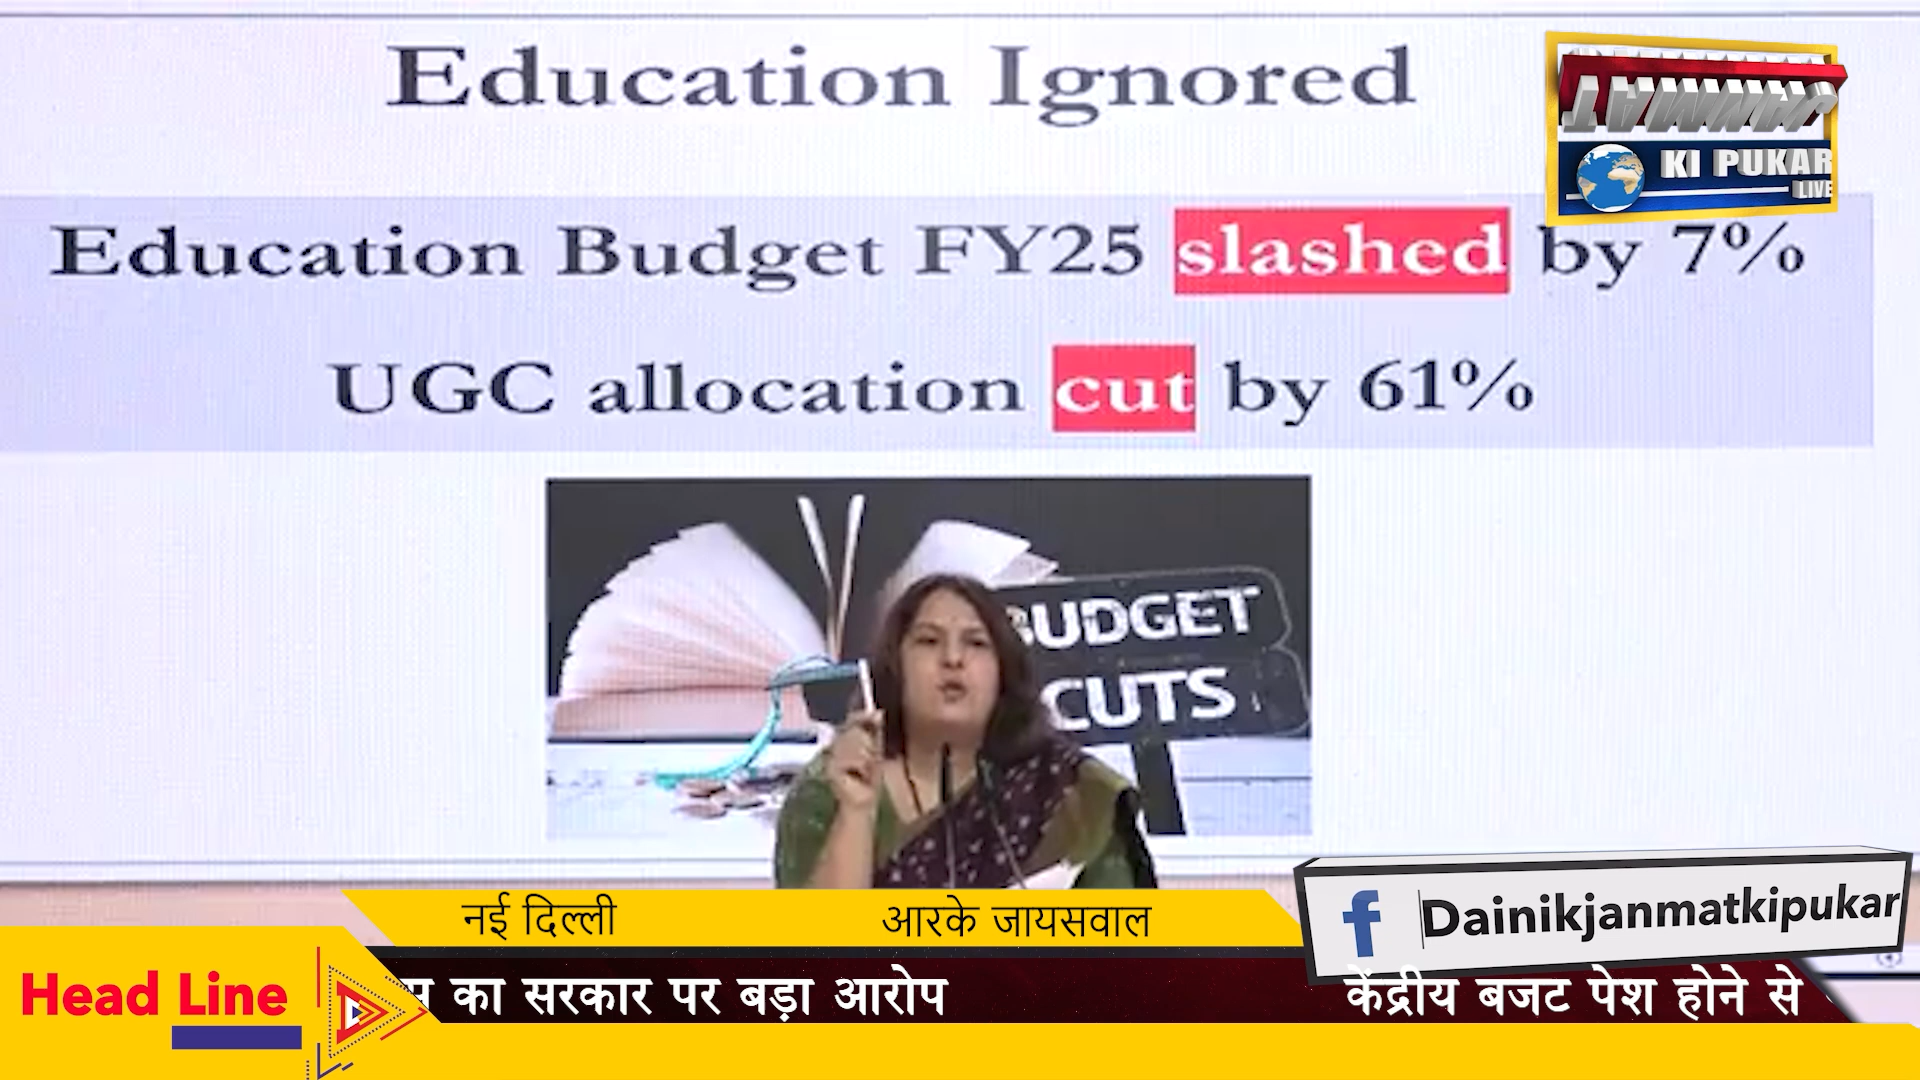 Education Ignored
JANMAT
KI PUKAR
LIVE
Education Budget FY25 slashed by 7%
UGC allocation cut by 61%
BUDGET
CUTS
नई दिल्ली
आरके जायसवाल
Dainikjanmatkipukar
Head Line
का सरकार पर बड़ा आरोप
केंद्रीय बजट पेश होने से